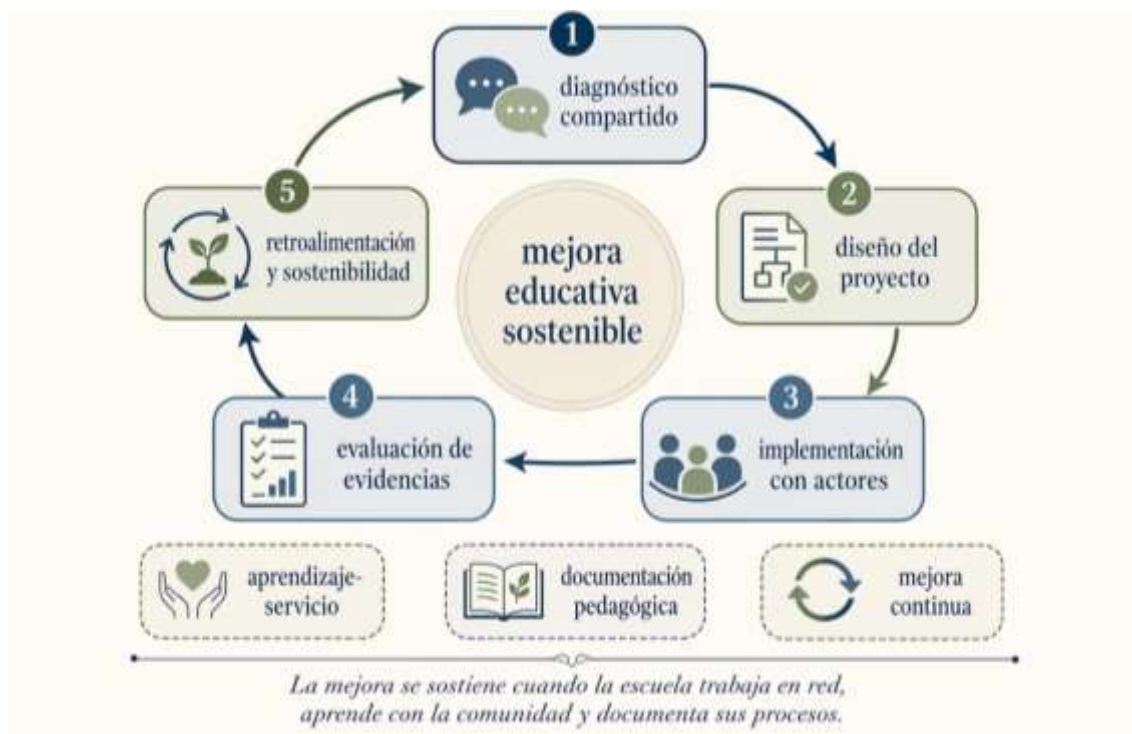 1
diagnóstico
compartido
2
diseño del
proyecto
3
implementación
con actores
4
evaluación de
evidencias
5
retroalimentación
y sostenibilidad
mejora
educativa
sostenible
aprendizaje-
servicio
documentación
pedagógica
mejora
continua
La mejora se sostiene cuando la escuela trabaja en red,
aprende con la comunidad y documenta sus procesos.